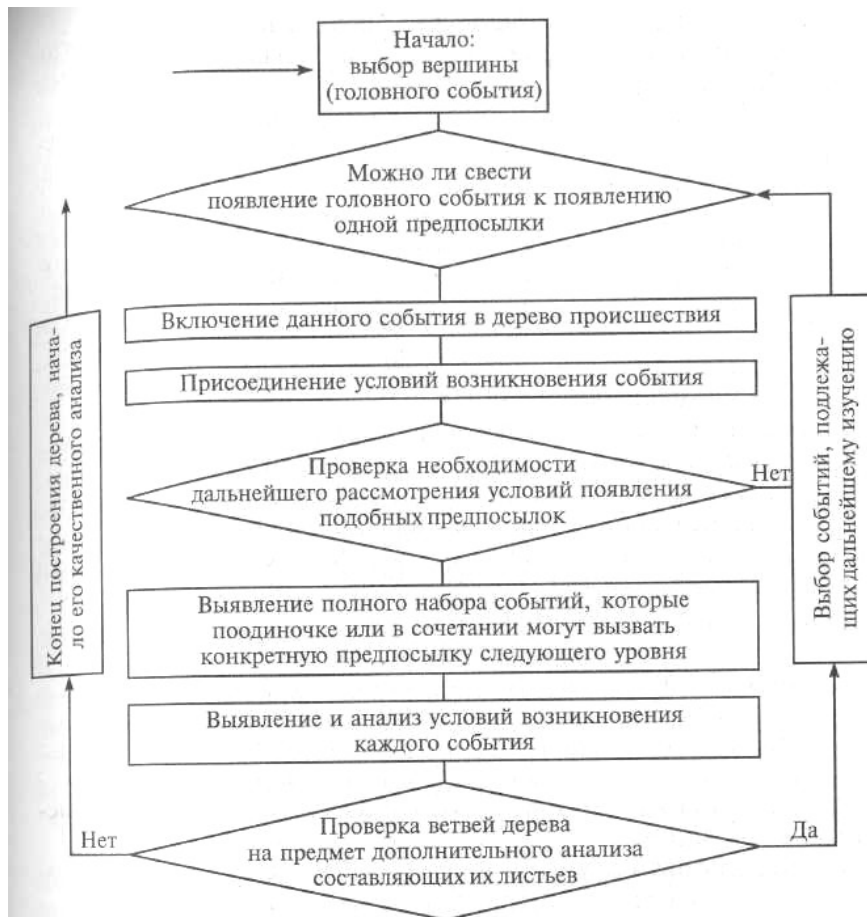 Начало:
выбор вершины
(головного события)
Можно ли свести
появление головного события к появлению
одной предпосылки
Включение данного события в дерево происшествия
Присоединение условий возникновения события
Проверка необходимости
дальнейшего рассмотрения условий появления
подобных предпосылок
Нет
Выявление полного набора событий, которые
поодиночке или в сочетании могут вызвать
конкретную предпосылку следующего уровня
Выявление и анализ условий возникновения
каждого события
Проверка ветвей дерева
на предмет дополнительного анализа
составляющих их листьев
Нет
Да
Конец построения дерева, нача-
ло его качественного анализа
Выбор событий, подлежа-
щих дальнейшему изучению